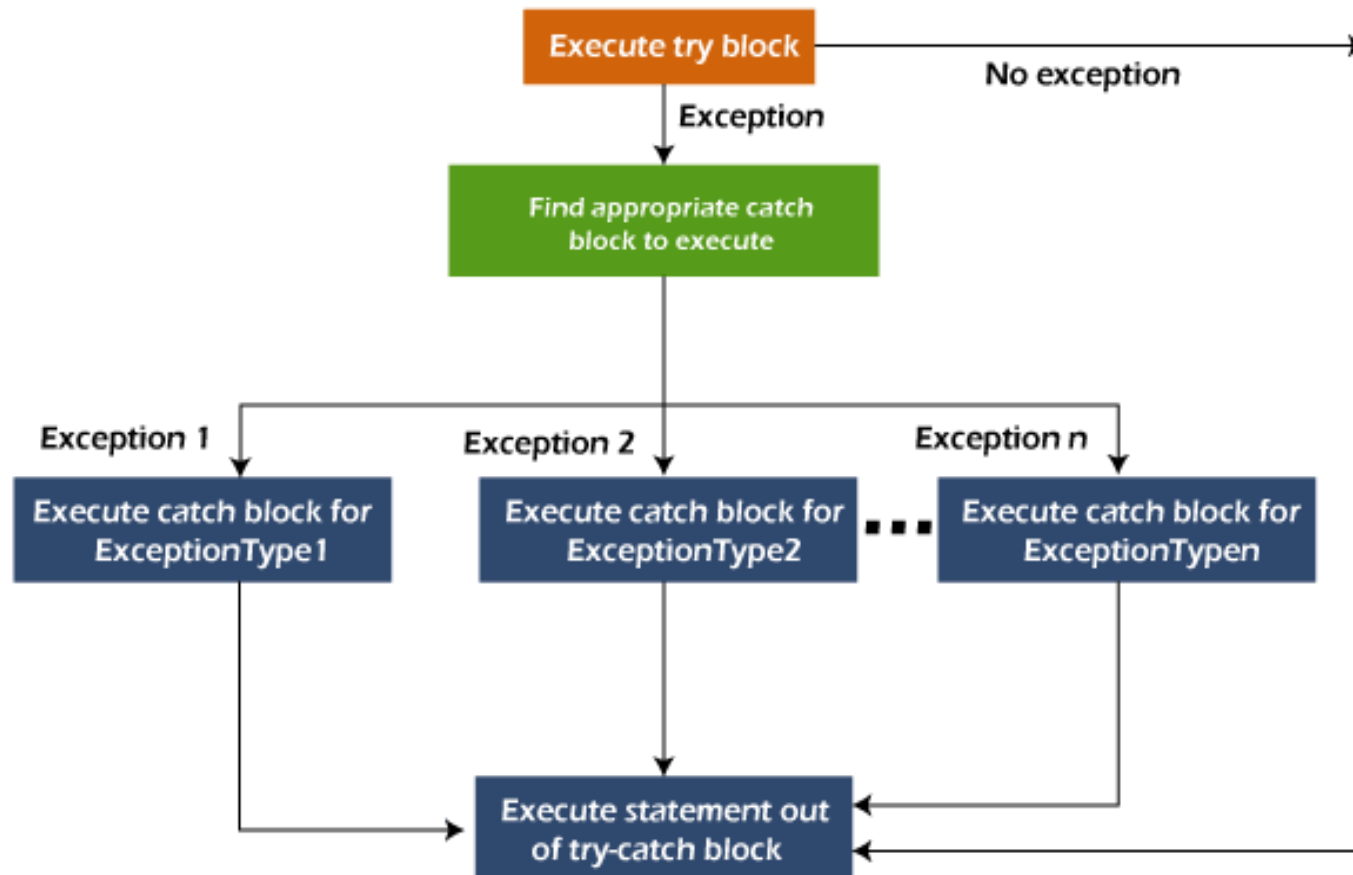 Execute try block
No exception
Exception
Find appropriate catch
block to execute
Exception 1
Exception 2
Exception n
Execute catch block for
ExceptionType1
Execute catch block for
ExceptionType2
Execute catch block for
ExceptionTypen
Execute statement out
of try-catch block